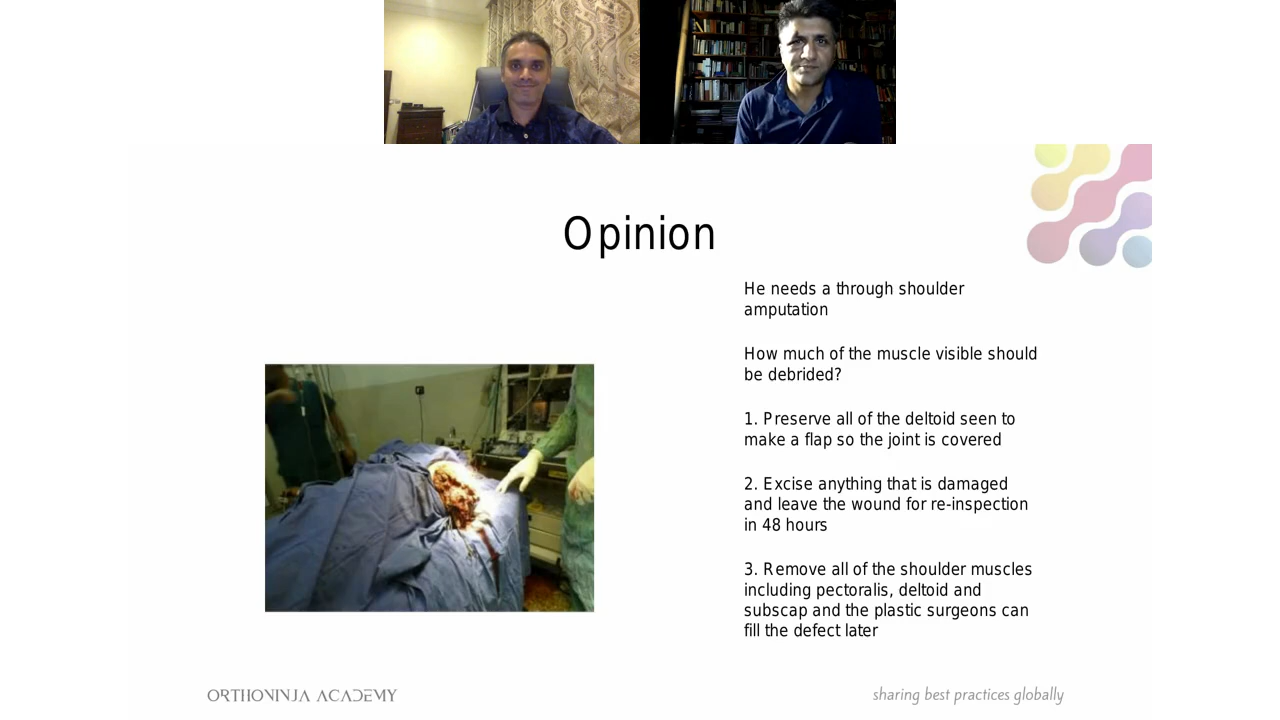 Opinion
He needs a through shoulder
amputation
How much of the muscle visible should
be debrided?
1. Preserve all of the deltoid seen to
make a flap so the joint is covered
2. Excise anything that is damaged
and leave the wound for re-inspection
in 48 hours
3. Remove all of the shoulder muscles
including pectoralis, deltoid and
subscap and the plastic surgeons can
fill the defect later
ORTHONINJA ACADEMY
sharing best practices globally